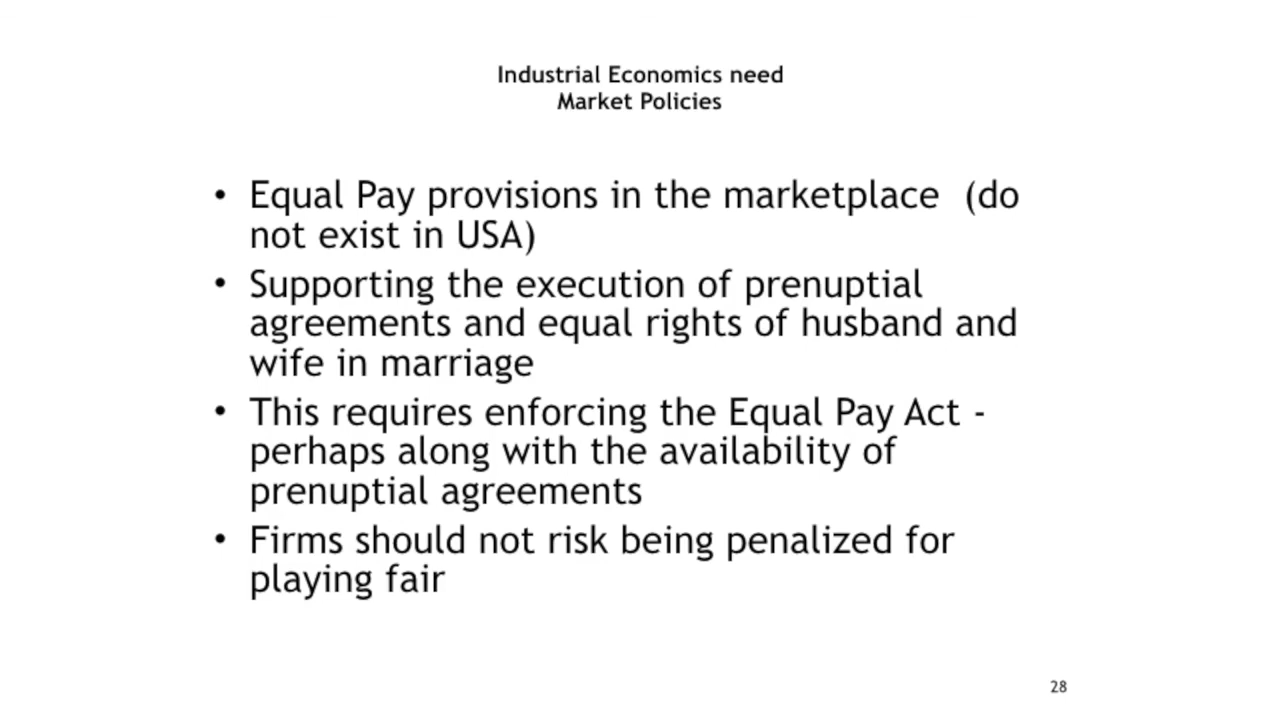 Industrial Economics need
Market Policies
• Equal Pay provisions in the marketplace  (do
not exist in USA)
• Supporting the execution of prenuptial
agreements and equal rights of husband and
wife in marriage
• This requires enforcing the Equal Pay Act -
perhaps along with the availability of
prenuptial agreements
• Firms should not risk being penalized for
playing fair
28